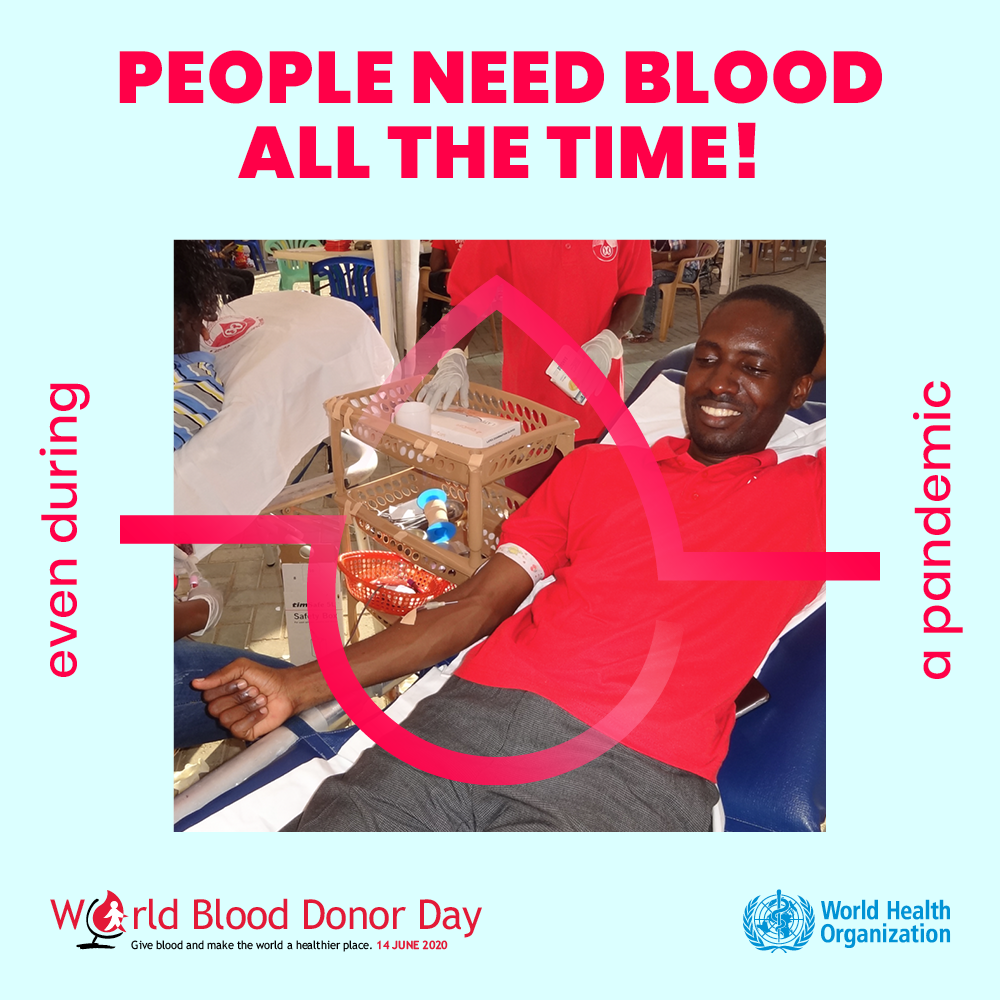 PEOPLE NEED BLOOD
ALL THE TIME!
even during
a pandemic
World Blood Donor Day
Give blood and make the world a healthier place. 14 JUNE 2020
World Health
Organization